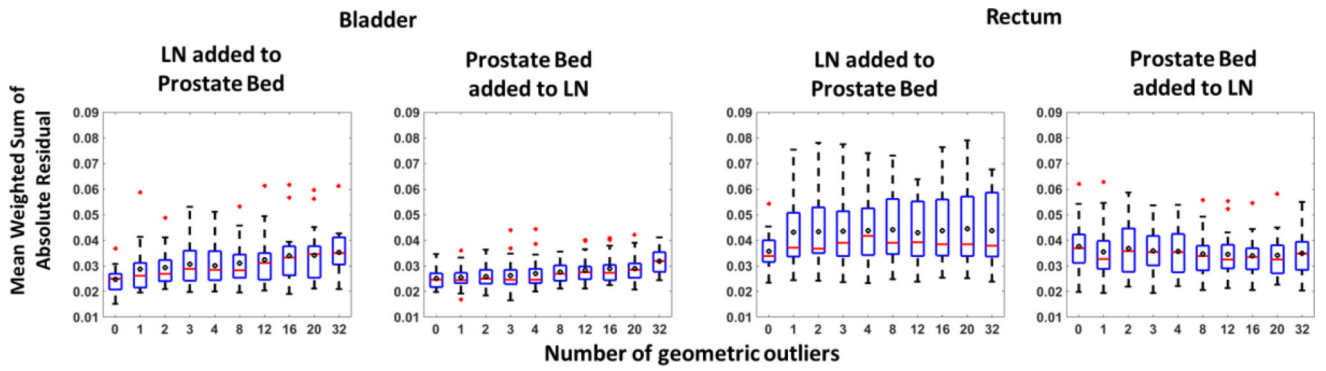 Bladder
Rectum
LN added to
Prostate Bed
Prostate Bed
added to LN
LN added to
Prostate Bed
Prostate Bed
added to LN
Mean Weighted Sum of
Absolute Residual
0.09
0.08
0.07
0.06
0.05
0.04
0.03
0.02
0.01
0 1 2 3 4 8 12 16 20 32
0.09
0.08
0.07
0.06
0.05
0.04
0.03
0.02
0.01
0 1 2 3 4 8 12 16 20 32
0.09
0.08
0.07
0.06
0.05
0.04
0.03
0.02
0.01
0 1 2 3 4 8 12 16 20 32
0.09
0.08
0.07
0.06
0.05
0.04
0.03
0.02
0.01
0 1 2 3 4 8 12 16 20 32
Number of geometric outliers